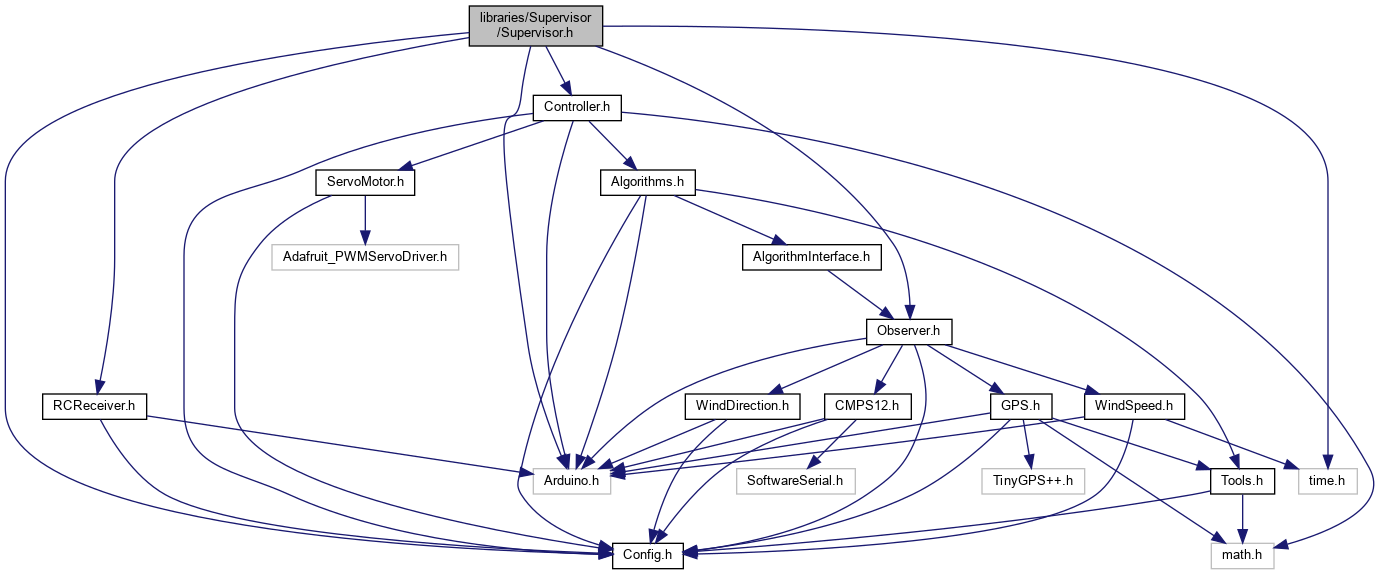 libraries/Supervisor
/Supervisor.h
Controller.h
ServoMotor.h
Algorithms.h
Adafruit_PWMServoDriver.h
AlgorithmInterface.h
Observer.h
RCReceiver.h
WindDirection.h
CMPS12.h
GPS.h
WindSpeed.h
Arduino.h
SoftwareSerial.h
TinyGPS++.h
Tools.h
time.h
Config.h
math.h